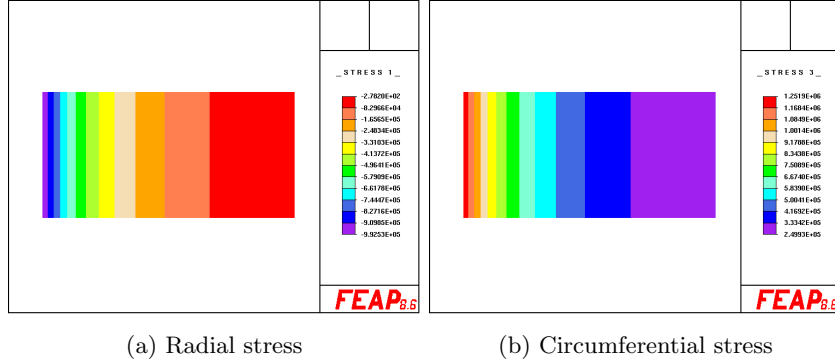 _ STRESS 1 _
-2.7820E+02
-8.2966E+04
-1.6565E+05
-2.4834E+05
-3.3103E+05
-4.1372E+05
-4.9641E+05
-5.7909E+05
-6.6178E+05
-7.4447E+05
-8.2716E+05
-9.0985E+05
-9.9253E+05
FEAP8.6
(a) Radial stress
_ STRESS 3 _
1.2519E+06
1.1684E+06
1.0849E+06
1.0014E+06
9.1788E+05
8.3438E+05
7.5089E+05
6.6740E+05
5.8390E+05
5.0041E+05
4.1692E+05
3.3342E+05
2.4993E+05
FEAP8.6
(b) Circumferential stress